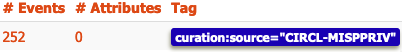 # Events # Attributes Tag
252 0 curation:source="CIRCL-MISPPRIV"